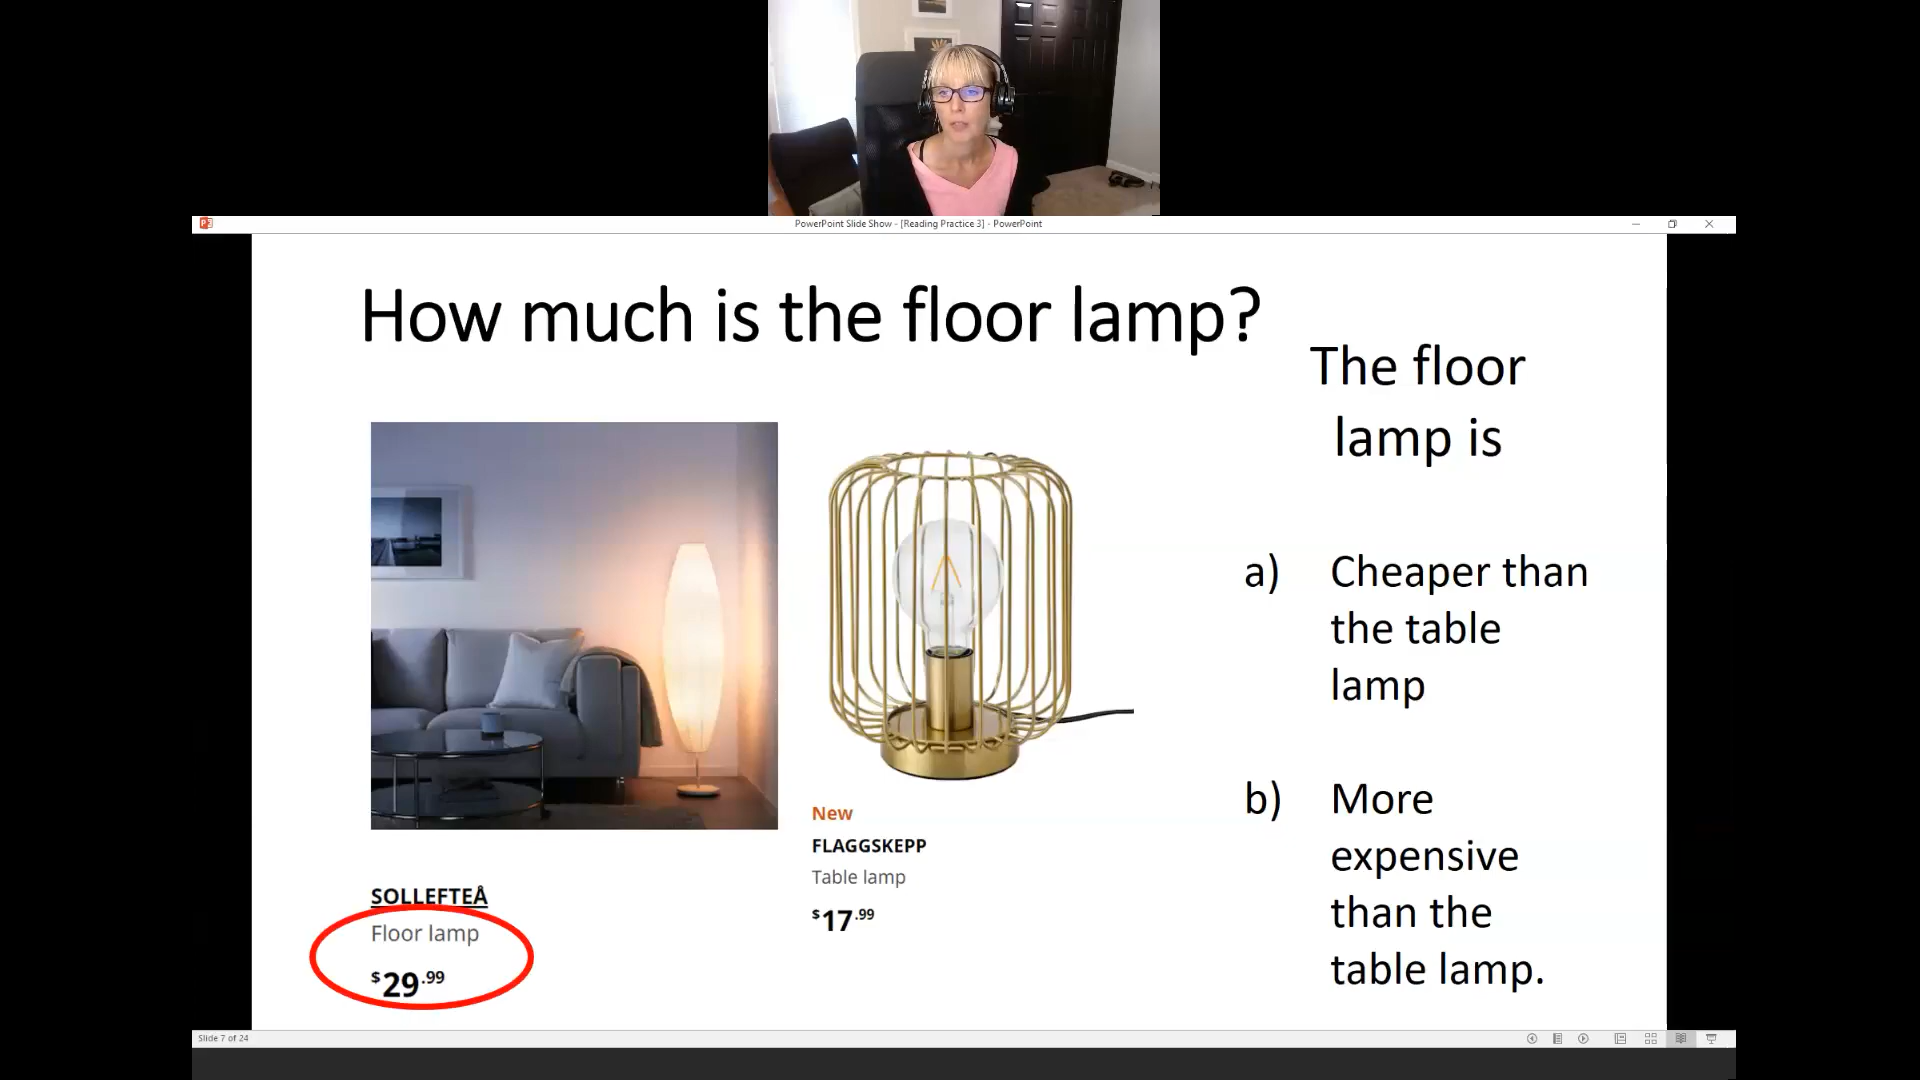 PowerPoint Slide Show - [Reading Practice 3] - PowerPoint
How much is the floor lamp?
The floor
lamp is
a) Cheaper than
the table
lamp
b) More
expensive
than the
table lamp.
New
FLAGGSKEPP
Table lamp
$17.99
SOLLEFTEÅ
Floor lamp
$29.99
Slide 7 of 24